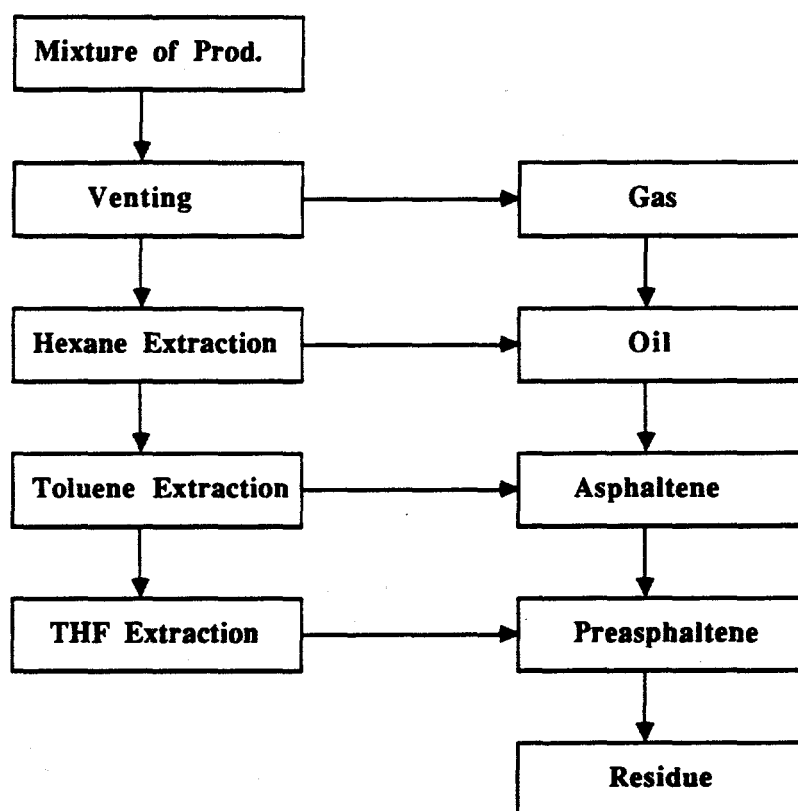 Mixture of Prod.
Venting
Gas
Hexane Extraction
Oil
Toluene Extraction
Asphaltene
THF Extraction
Preasphaltene
Residue